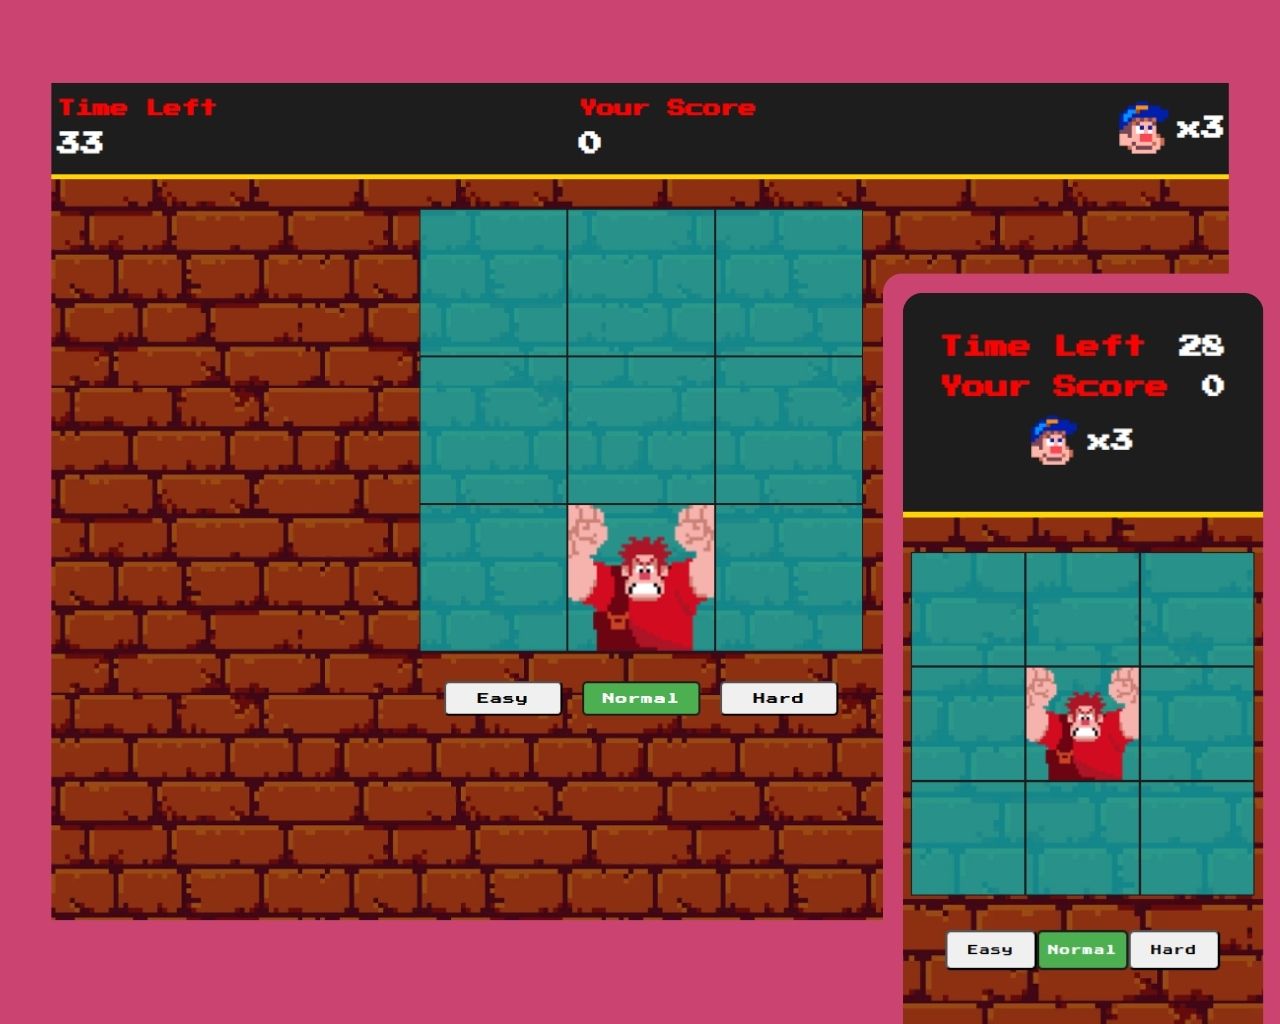 Time Left
33
Your Score
0
x3
Easy
Normal
Hard
Time Left 28
Your Score 0
x3
Easy
Normal
Hard